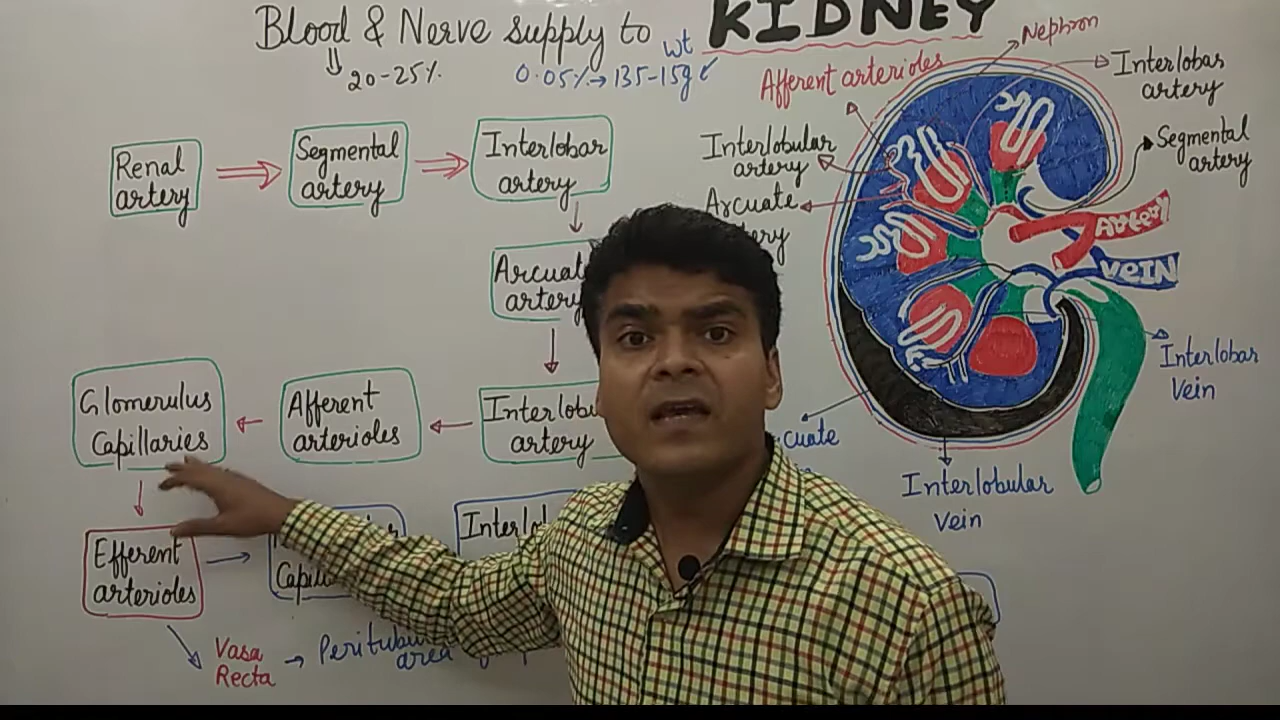 Blood & Nerve supply to KIDNEY
20-25%.
0.05% → 135-15g
wt
Nephron
Afferent arterioles
Interlobar
artery
Segmental
artery
Interlobular
artery
Arcuate
Renal
artery
Segmental
artery
Interlobar
artery
Artery
VEIN
Arcuate
artery
Interlobar
Vein
Glomerulus
Capillaries
Afferent
arterioles
artery
Interlobular
Vein
Efferent
arterioles
Vasa
Recta
area